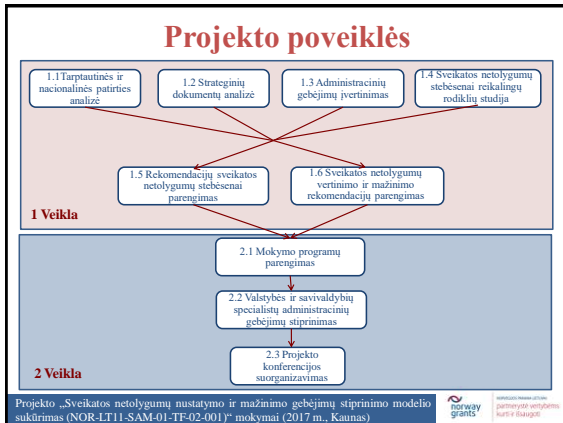 Projekto poveiklės
1.1Tarptautinės ir
nacionalinės patirties
analizė
1.2 Strateginių
dokumentų analizė
1.3 Administracinių
gebėjimų įvertinimas
1.4 Sveikatos netolygumų
stebėsenai reikalingų
rodiklių studija
1.5 Rekomendacijų sveikatos
netolygumų stebėsenai
parengimas
1.6 Sveikatos netolygumų
vertinimo ir mažinimo
rekomendacijų parengimas
1 Veikla
2.1 Mokymo programų
parengimas
2.2 Valstybės ir savivaldybių
specialistų administracinių
gebėjimų stiprinimas
2.3 Projekto
konferencijos
suorganizavimas
2 Veikla
Projekto „Sveikatos netolygumų nustatymo ir mažinimo gebėjimų stiprinimo modelio
sukūrimas (NOR-LT11-SAM-01-TF-02-001)“ mokymai (2017 m., Kaunas)
norway
grants
partnerystė vertybėms
kurti ir išsaugoti